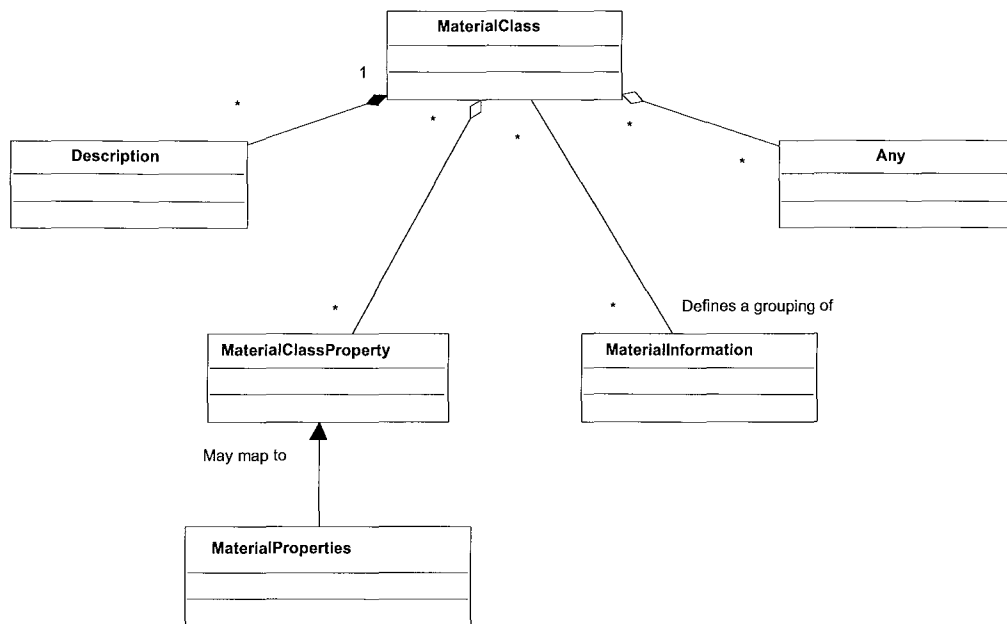 MaterialClass
1
*
*
*
*
*
Description
Any
*
*
Defines a grouping of
MaterialClassProperty
MaterialInformation
May map to
MaterialProperties